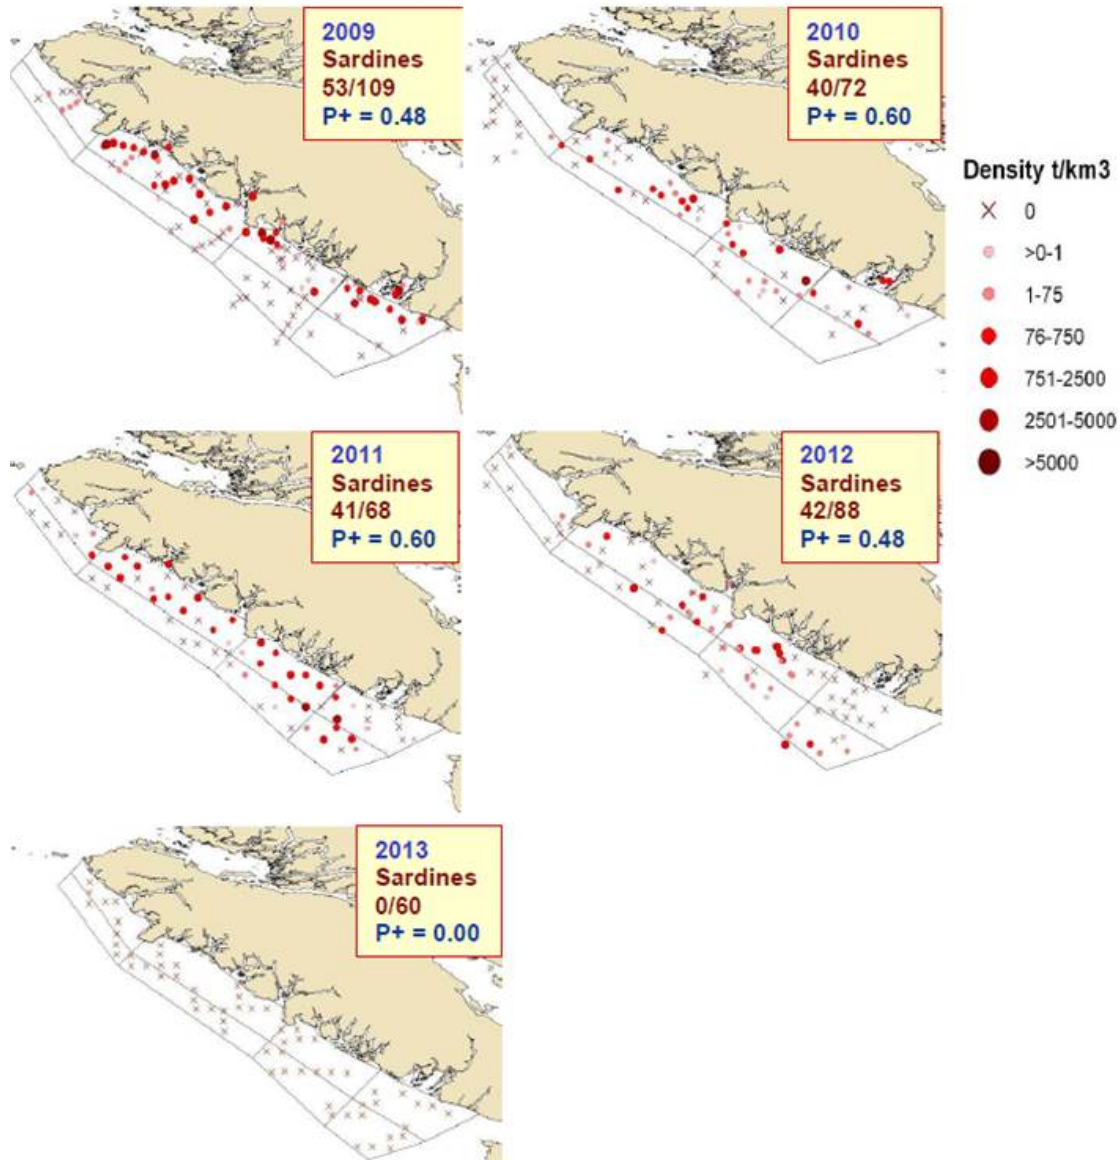 2009
Sardines
53/109
P+ = 0.48
2010
Sardines
40/72
P+ = 0.60
Density t/km3
0
>0-1
1-75
76-750
751-2500
2501-5000
>5000
2011
Sardines
41/68
P+ = 0.60
2012
Sardines
42/88
P+ = 0.48
2013
Sardines
0/60
P+ = 0.00